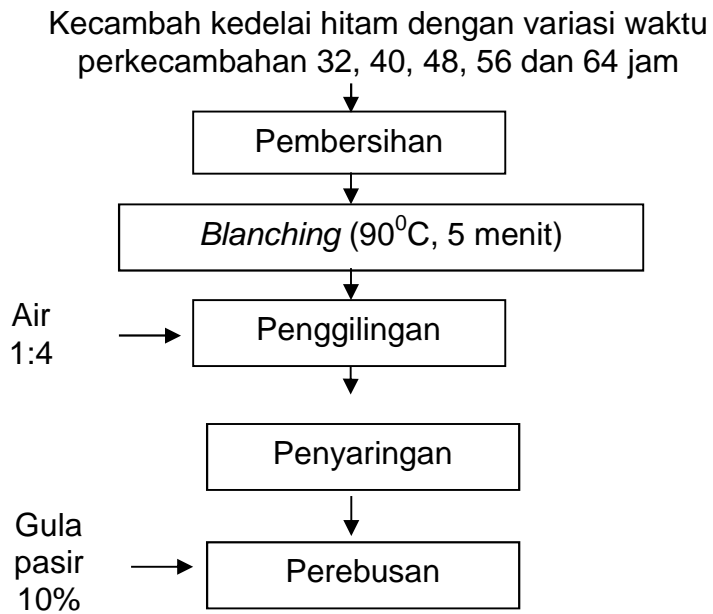 Kecambah kedelai hitam dengan variasi waktu
perkecambahan 32, 40, 48, 56 dan 64 jam
Pembersihan
Blanching (90⁰C, 5 menit)
Air
1:4
Penggilingan
Penyaringan
Gula
pasir
10%
Perebusan